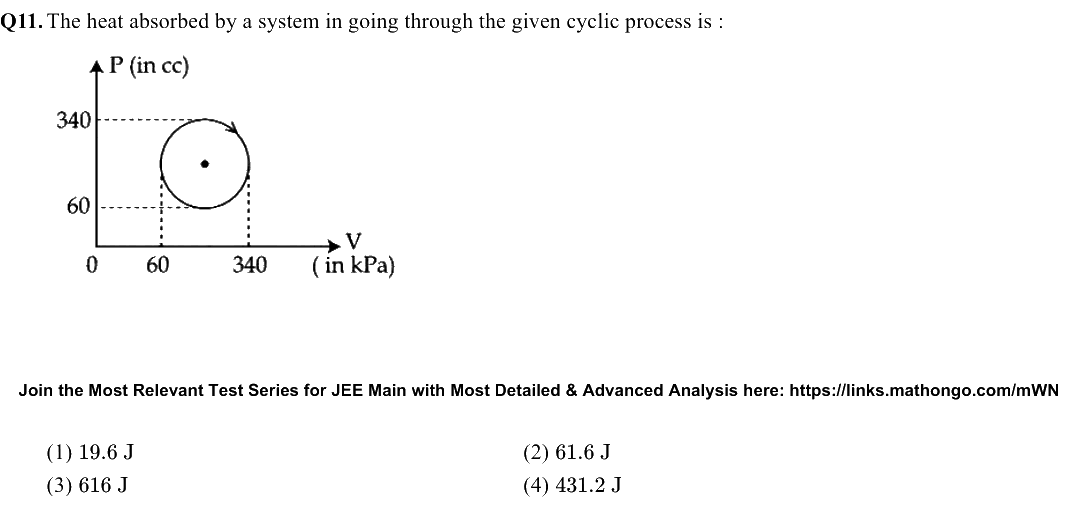 Q11. The heat absorbed by a system in going through the given cyclic process is :
P (in cc)
340
60
V
0 60 340 ( in kPa)
Join the Most Relevant Test Series for JEE Main with Most Detailed & Advanced Analysis here: https://links.mathongo.com/mWN
(1) 19.6 J (2) 61.6 J
(3) 616 J (4) 431.2 J